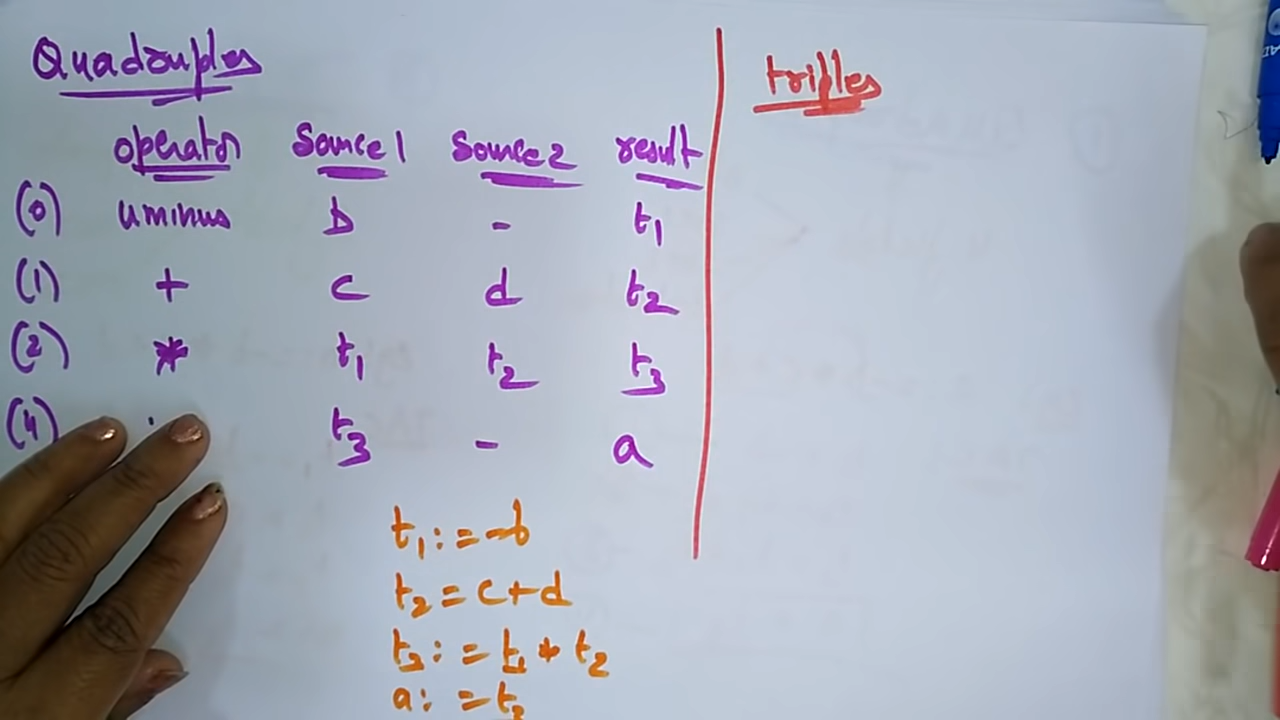 Quadruples
operator source1 source2 result
(0) uminus b - t1
(1) + c d t2
(2) * t1 t2 t3
(4) t3 - a
t1 := -b
t2 = c+d
t3 := t1 * t2
a := t3
triples